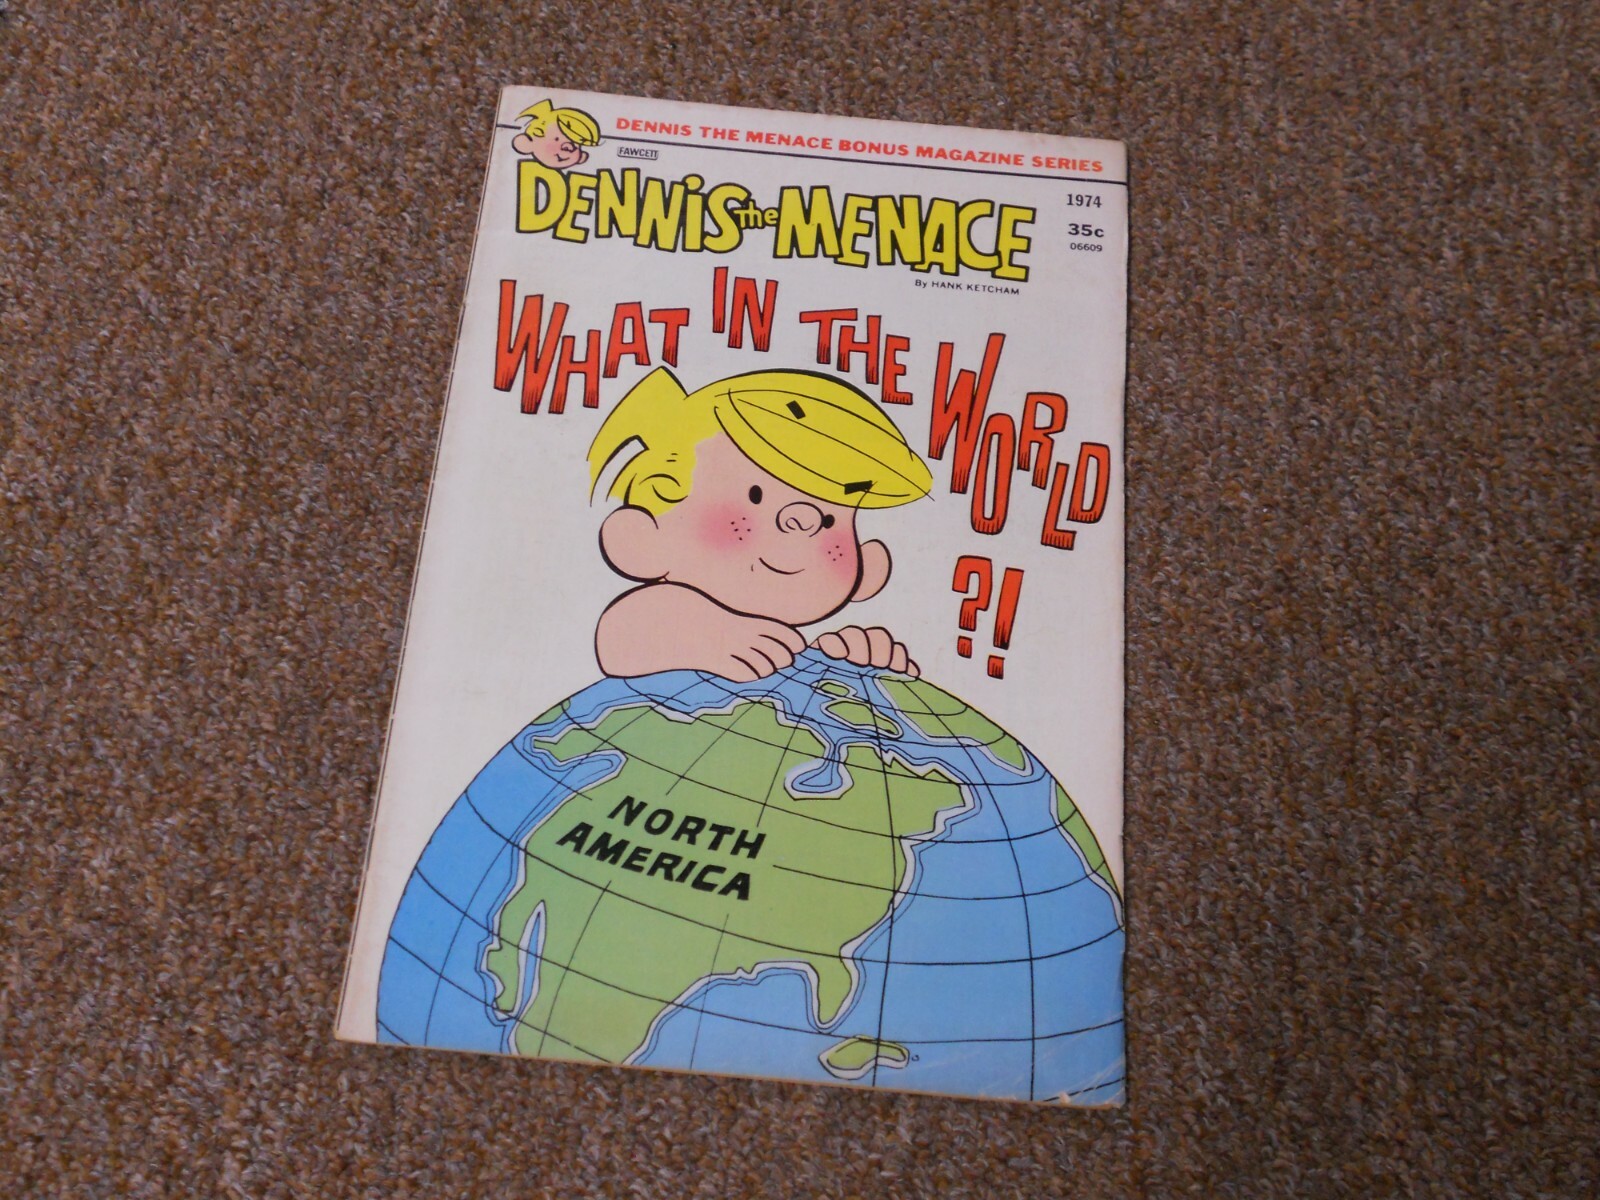 DENNIS THE MENACE BONUS MAGAZINE SERIES
FAWCETT
DENNIS the MENACE
1974
35c
06609
By HANK KETCHAM
WHAT IN THE WORLD
?!
NORTH
AMERICA